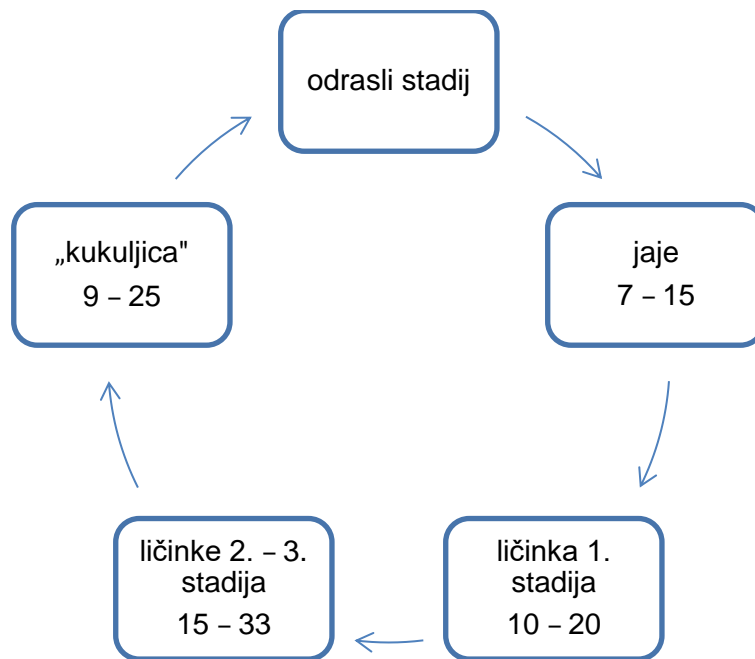 odrasli stadij
jaje
7 – 15
ličinka 1.
stadija
10 – 20
ličinke 2. – 3.
stadija
15 – 33
„kukuljica"
9 – 25